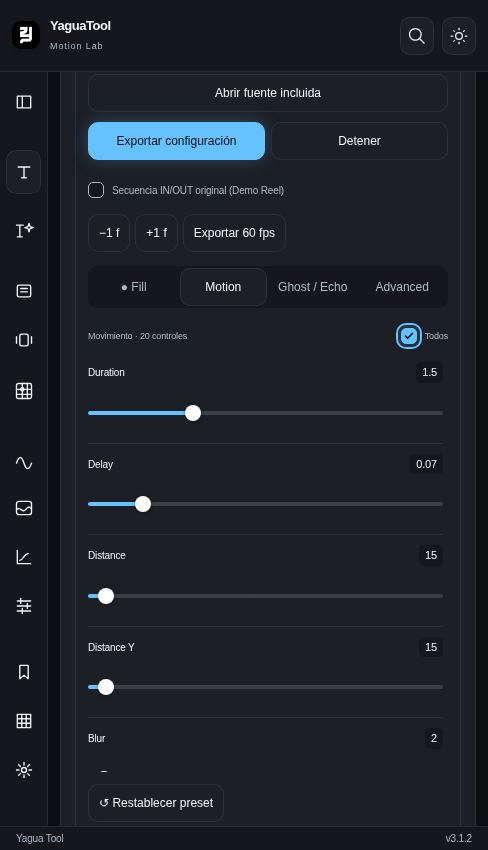 YaguaTool
Motion Lab
Abrir fuente incluida
Exportar configuración
Detener
Secuencia IN/OUT original (Demo Reel)
−1 f
+1 f
Exportar 60 fps
● Fill
Motion
Ghost / Echo
Advanced
Movimiento · 20 controles
Todos
Duration
1.5
Delay
0.07
Distance
15
Distance Y
15
Blur
2
↺ Restablecer preset
Yagua Tool
v3.1.2